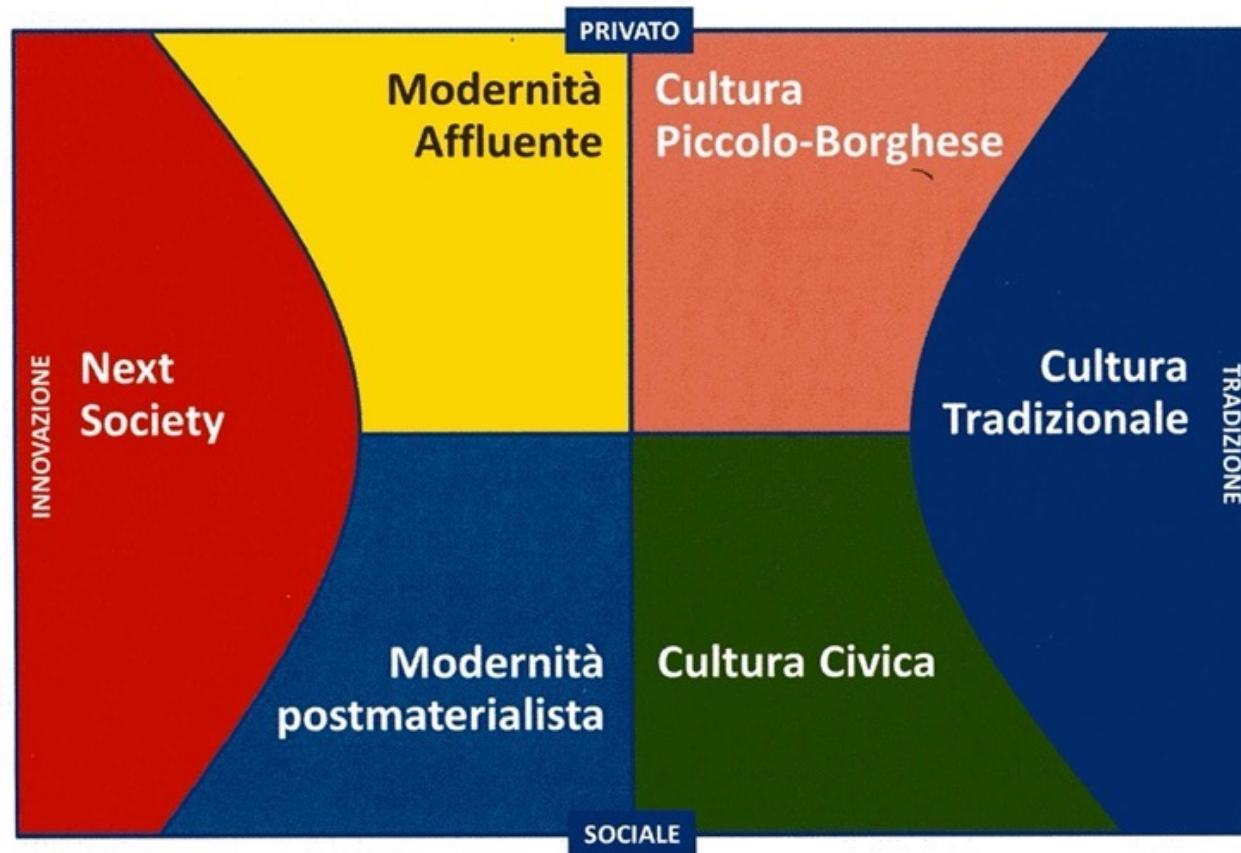 PRIVATO
Modernità
Affluente
Cultura
Piccolo-Borghese
INNOVAZIONE
Next
Society
Cultura
Tradizionale
TRADIZIONE
Modernità
postmaterialista
Cultura Civica
SOCIALE